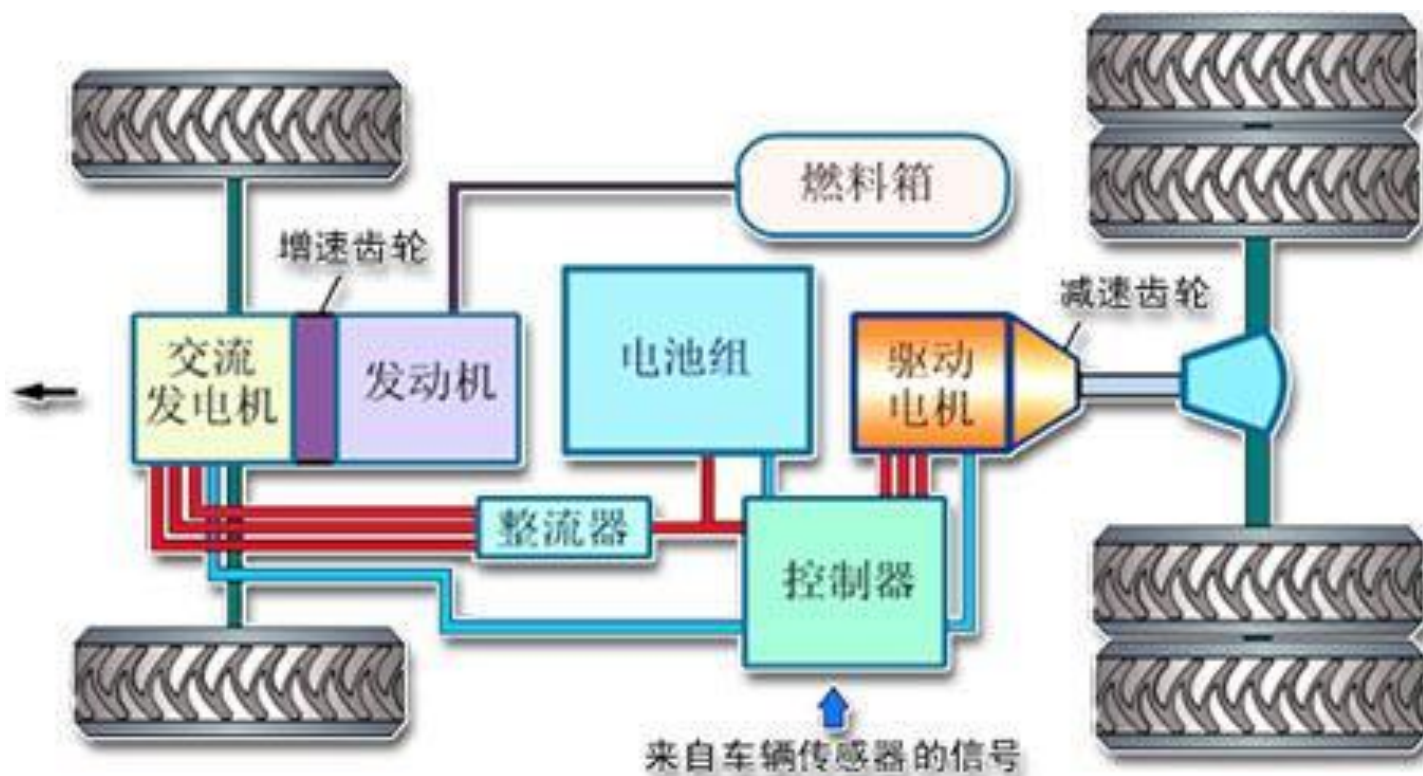 燃料箱
增速齿轮
减速齿轮
交流
发电机
发动机
电池组
驱动
电机
整流器
控制器
来自车辆传感器的信号